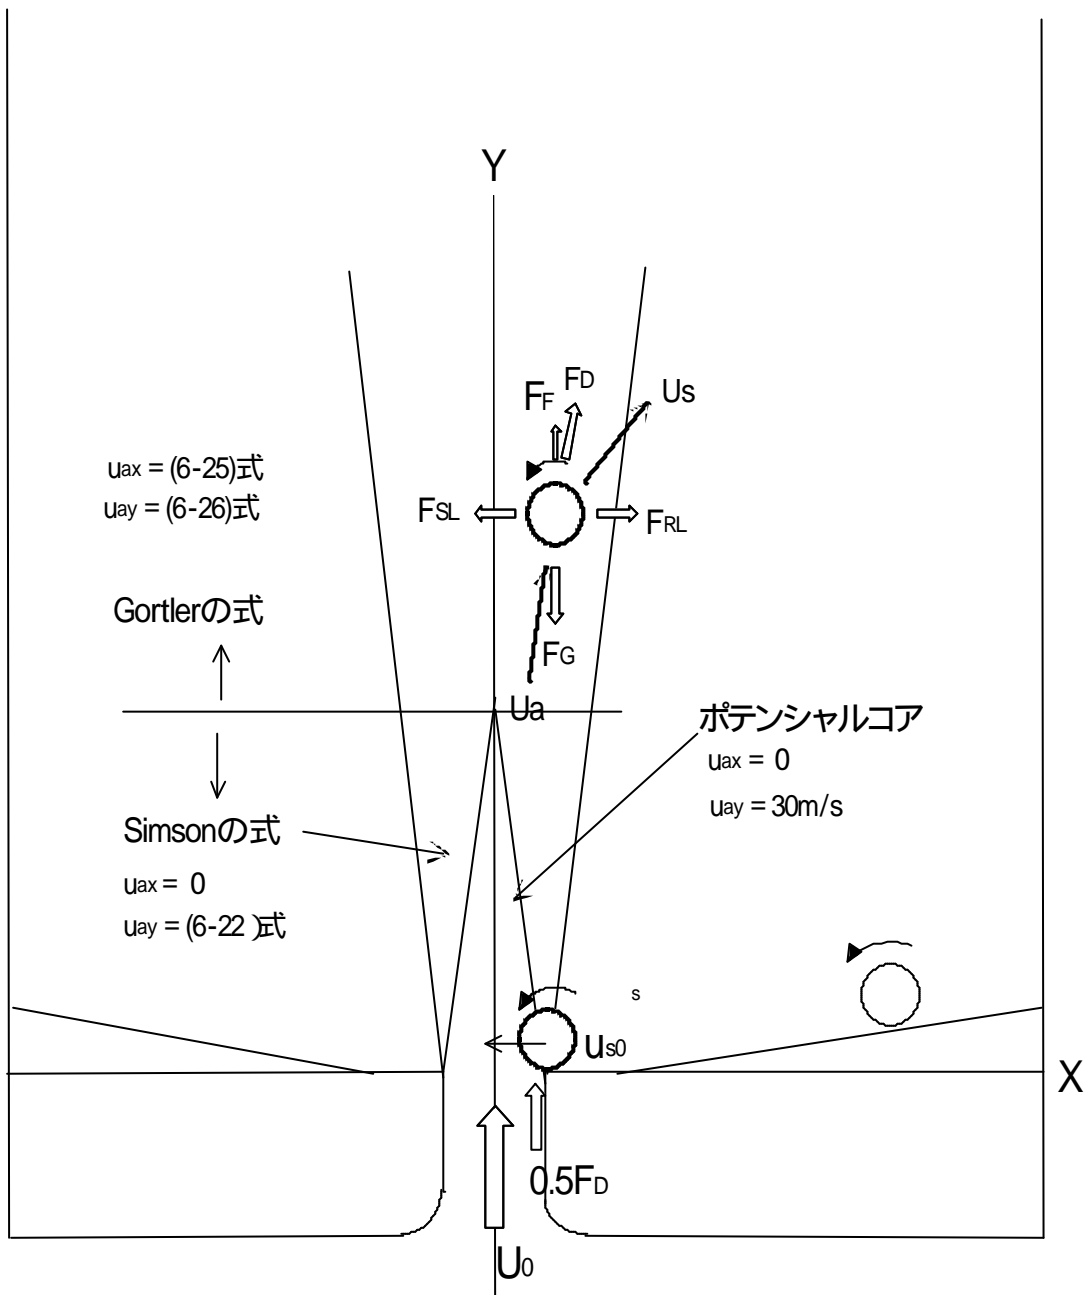 Y
FF
FD
Us
uax = (6-25)式
uay = (6-26)式
FSL
FRL
Gortlerの式
FG
Ua
ポテンシャルコア
uax = 0
uay = 30m/s
Simsonの式
uax = 0
uay = (6-22 )式
s
us0
X
0.5FD
U0